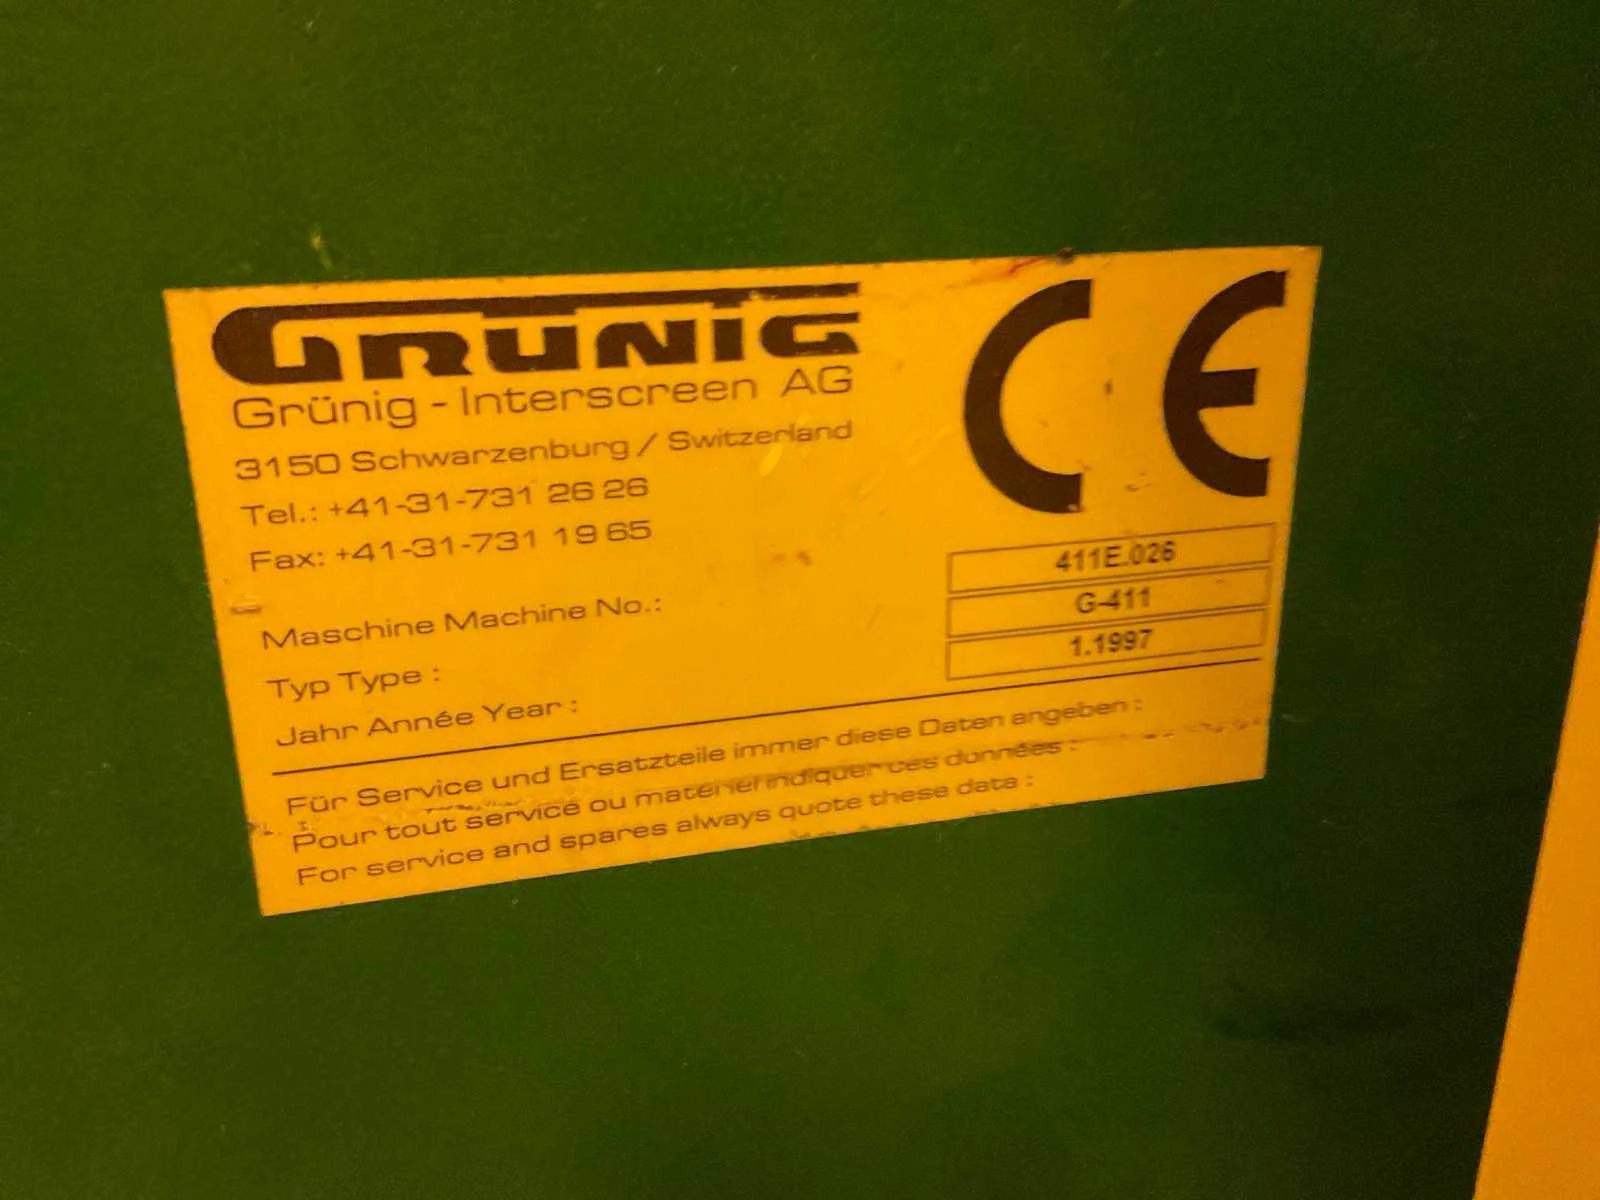 GRÜNIG
Grünig - Interscreen AG
3150 Schwarzenburg / Switzerland
Tel.: +41-31-731 26 26
Fax: +41-31-731 19 65
CE
Maschine Machine No.: 411E.026
Typ Type : G-411
Jahr Année Year : 1.1997
Für Service und Ersatzteile immer diese Daten angeben :
Pour tout service ou matériel indiquer ces données :
For service and spares always quote these data :